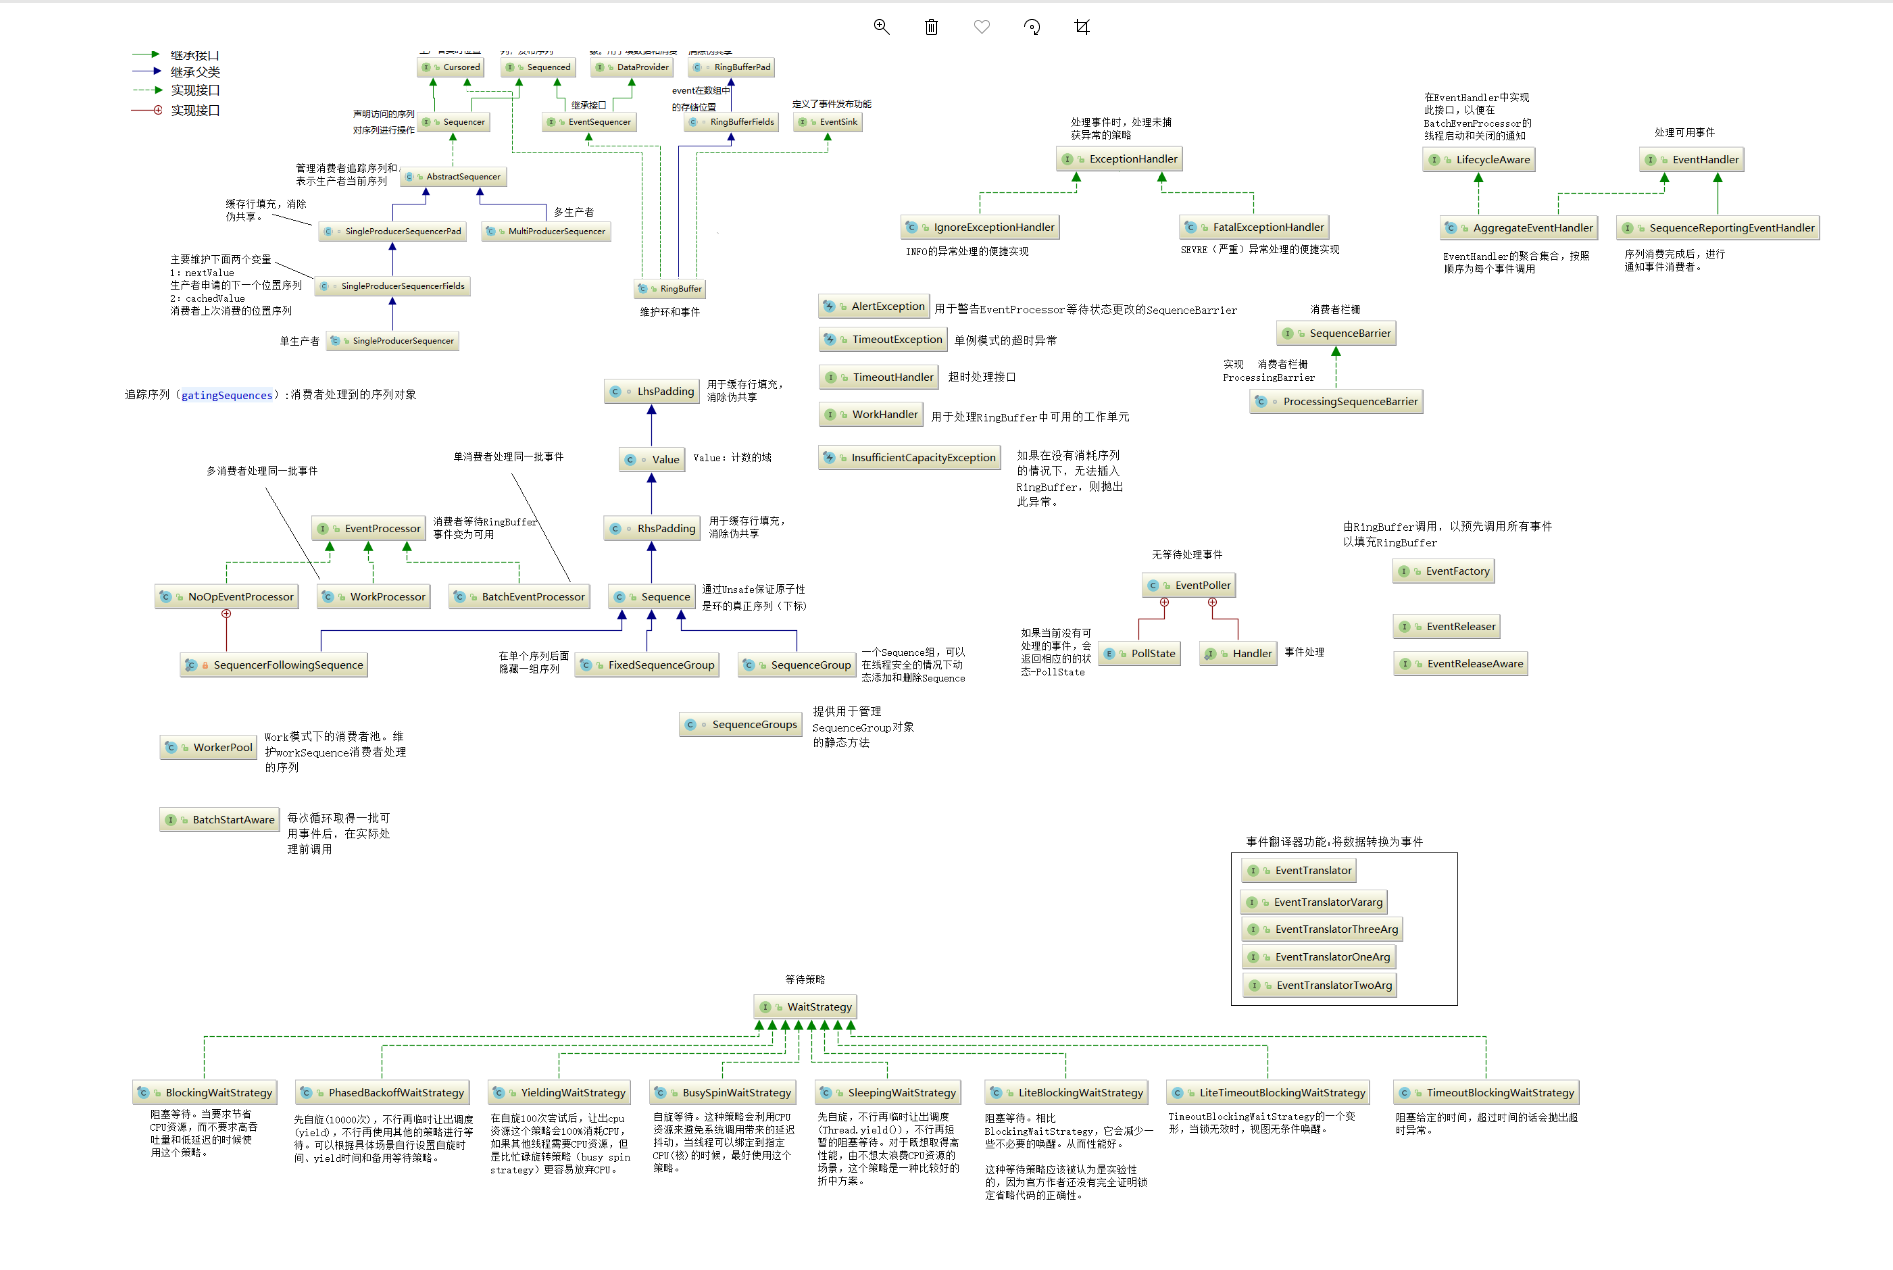 继承接口
继承父类
实现接口
实现接口
Cursored
Sequenced
DataProvider
RingBufferPad
声明访问的序列
对序列进行操作
Sequencer
继承接口
EventSequencer
event在数组中
的存储位置
RingBufferFields
定义了事件发布功能
EventSink
管理消费者追踪序列和
表示生产者当前序列
AbstractSequencer
缓存行填充，消除
伪共享。
SingleProducerSequencerPad
多生产者
MultiProducerSequencer
主要维护下面两个变量
1：nextValue
生产者申请的下一个位置序列
2：cachedValue
消费者上次消费的位置序列
SingleProducerSequencerFields
单生产者
SingleProducerSequencer
RingBuffer
维护环和事件
处理事件时，处理未捕
获异常的策略
ExceptionHandler
IgnoreExceptionHandler
INFO的异常处理的便捷实现
FatalExceptionHandler
SEVRE（严重）异常处理的便捷实现
在EventHandler中实现
此接口，以便在
BatchEvenProcessor的
线程启动和关闭的通知
LifecycleAware
处理可用事件
EventHandler
AggregateEventHandler
EventHandler的聚合集合，按照
顺序为每个事件调用
SequenceReportingEventHandler
序列消费完成后，进行
通知事件消费者。
AlertException
用于警告EventProcessor等待状态更改的SequenceBarrier
TimeoutException
单例模式的超时异常
TimeoutHandler
超时处理接口
WorkHandler
用于处理RingBuffer中可用的工作单元
InsufficientCapacityException
如果在没有消耗序列
的情况下，无法插入
RingBuffer，则抛出
此异常。
消费者栏栅
SequenceBarrier
实现 消费者栏栅
ProcessingBarrier
ProcessingSequenceBarrier
追踪序列（gatingSequences）:消费者处理到的序列对象
LhsPadding
用于缓存行填充，
消除伪共享
Value
Value：计数的域
RhsPadding
用于缓存行填充，
消除伪共享
多消费者处理同一批事件
单消费者处理同一批事件
EventProcessor
消费者等待RingBuffer
事件变为可用
NoOpEventProcessor
WorkProcessor
BatchEventProcessor
Sequence
通过Unsafe保证原子性
是环的真正序列（下标）
SequencerFollowingSequence
在单个序列后面
隐藏一组序列
FixedSequenceGroup
SequenceGroup
一个Sequence组，可以
在线程安全的情况下动
态添加和删除Sequence
SequenceGroups
提供用于管理
SequenceGroup对象
的静态方法
无等待处理事件
EventPoller
如果当前没有可
处理的事件，会
返回相应的的状
态-PollState
PollState
Handler
事件处理
由RingBuffer调用，以预先调用所有事件
以填充RingBuffer
EventFactory
EventReleaser
EventReleaseAware
WorkerPool
Work模式下的消费者池。维
护workSequence消费者处理
的序列
BatchStartAware
每次循环取得一批可
用事件后，在实际处
理前调用
事件翻译器功能:将数据转换为事件
EventTranslator
EventTranslatorVararg
EventTranslatorThreeArg
EventTranslatorOneArg
EventTranslatorTwoArg
等待策略
WaitStrategy
BlockingWaitStrategy
阻塞等待。当要求节省
CPU资源，而不要求高吞
吐量和低延迟的时候使
用这个策略。
PhasedBackoffWaitStrategy
先自旋(10000次)，不行再临时让出调度
(yield)，不行再使用其他的策略进行等
待。可以根据具体场景自行设置自旋时
间、yield时间和备用等待策略。
YieldingWaitStrategy
在自旋100次尝试后，让出cpu
资源这个策略会100%消耗CPU，
如果其他线程需要CPU资源，但
是比忙碌旋转策略（busy spin
strategy）更容易放弃CPU。
BusySpinWaitStrategy
自旋等待。这种策略会利用CPU
资源来避免系统调用带来的延迟
抖动，当线程可以绑定到指定
CPU(核)的时候，最好使用这个
策略。
SleepingWaitStrategy
先自旋，不行再临时让出调度
(Thread.yield())，不行再短
暂的阻塞等待。对于既想取得高
性能，由不想太浪费CPU资源的
场景，这个策略是一种比较好的
折中方案。
LiteBlockingWaitStrategy
阻塞等待。相比
BlockingWaitStrategy，它会减少一
些不必要的唤醒。从而性能好。
这种等待策略应该被认为是实验性
的，因为官方作者还没有完全证明锁
定省略代码的正确性。
LiteTimeoutBlockingWaitStrategy
TimeoutBlockingWaitStrategy的一个变
形，当锁无效时，视图无条件唤醒。
TimeoutBlockingWaitStrategy
阻塞给定的时间，超过时间的话会抛出超
时异常。